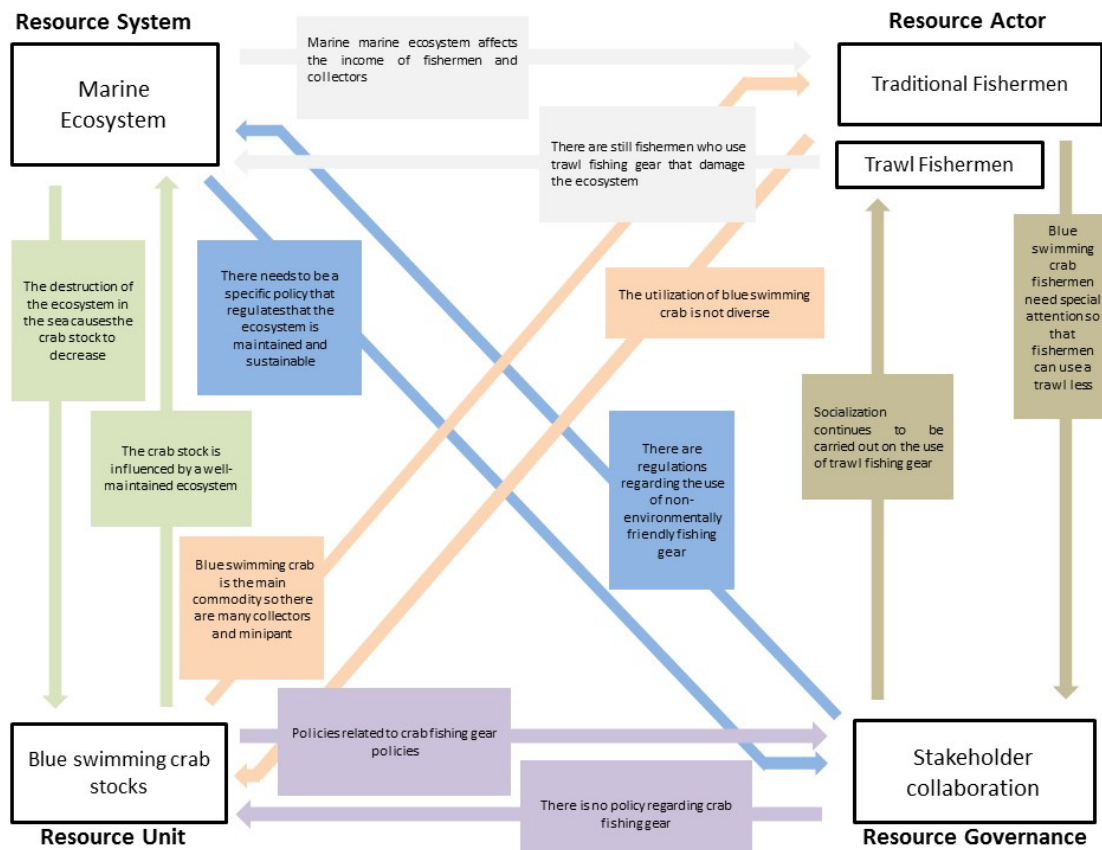 Resource System
Resource Actor
Marine
Ecosystem
Marine marine ecosystem affects
the income of fishermen and
collectors
Traditional Fishermen
There are still fishermen who use
trawl fishing gear that damage
the ecosystem
Trawl Fishermen
The destruction of
the ecosystem in
the sea causes the
crab stock to
decrease
There needs to be a
specific policy that
regulates that the
ecosystem is
maintained and
sustainable
The utilization of blue swimming
crab is not diverse
Blue
swimming
crab
fishermen
need special
attention so
that
fishermen
can use a
trawl less
Socialization
continues to be
carried out on the use
of trawl fishing gear
The crab stock is
influenced by a well-
maintained ecosystem
There are
regulations
regarding the use
of non-
environmentally
friendly fishing
gear
Blue swimming crab
is the main
commodity so there
are many collectors
and minipant
Policies related to crab fishing gear
policies
Blue swimming crab
stocks
Stakeholder
collaboration
There is no policy regarding crab
fishing gear
Resource Unit
Resource Governance